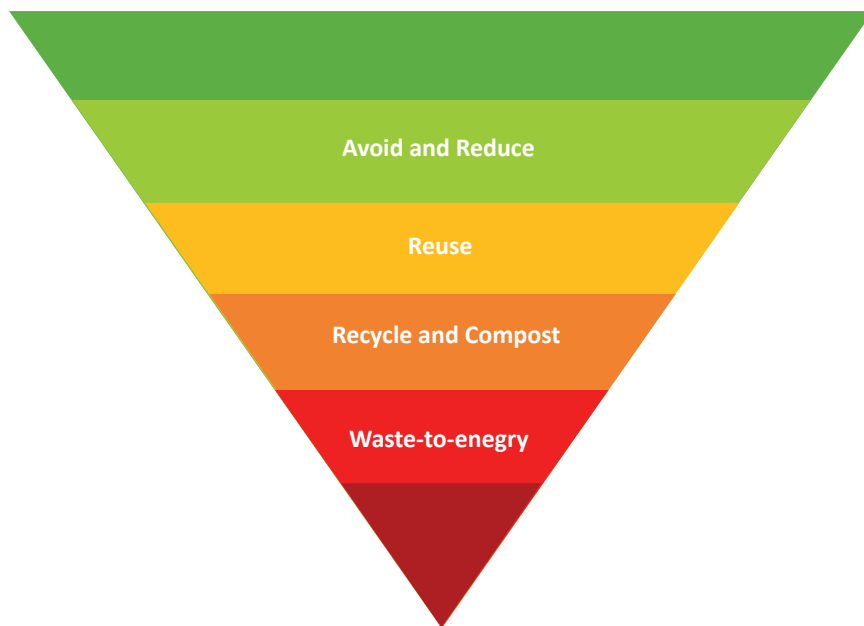 Avoid and Reduce
Reuse
Recycle and Compost
Waste-to-enegry